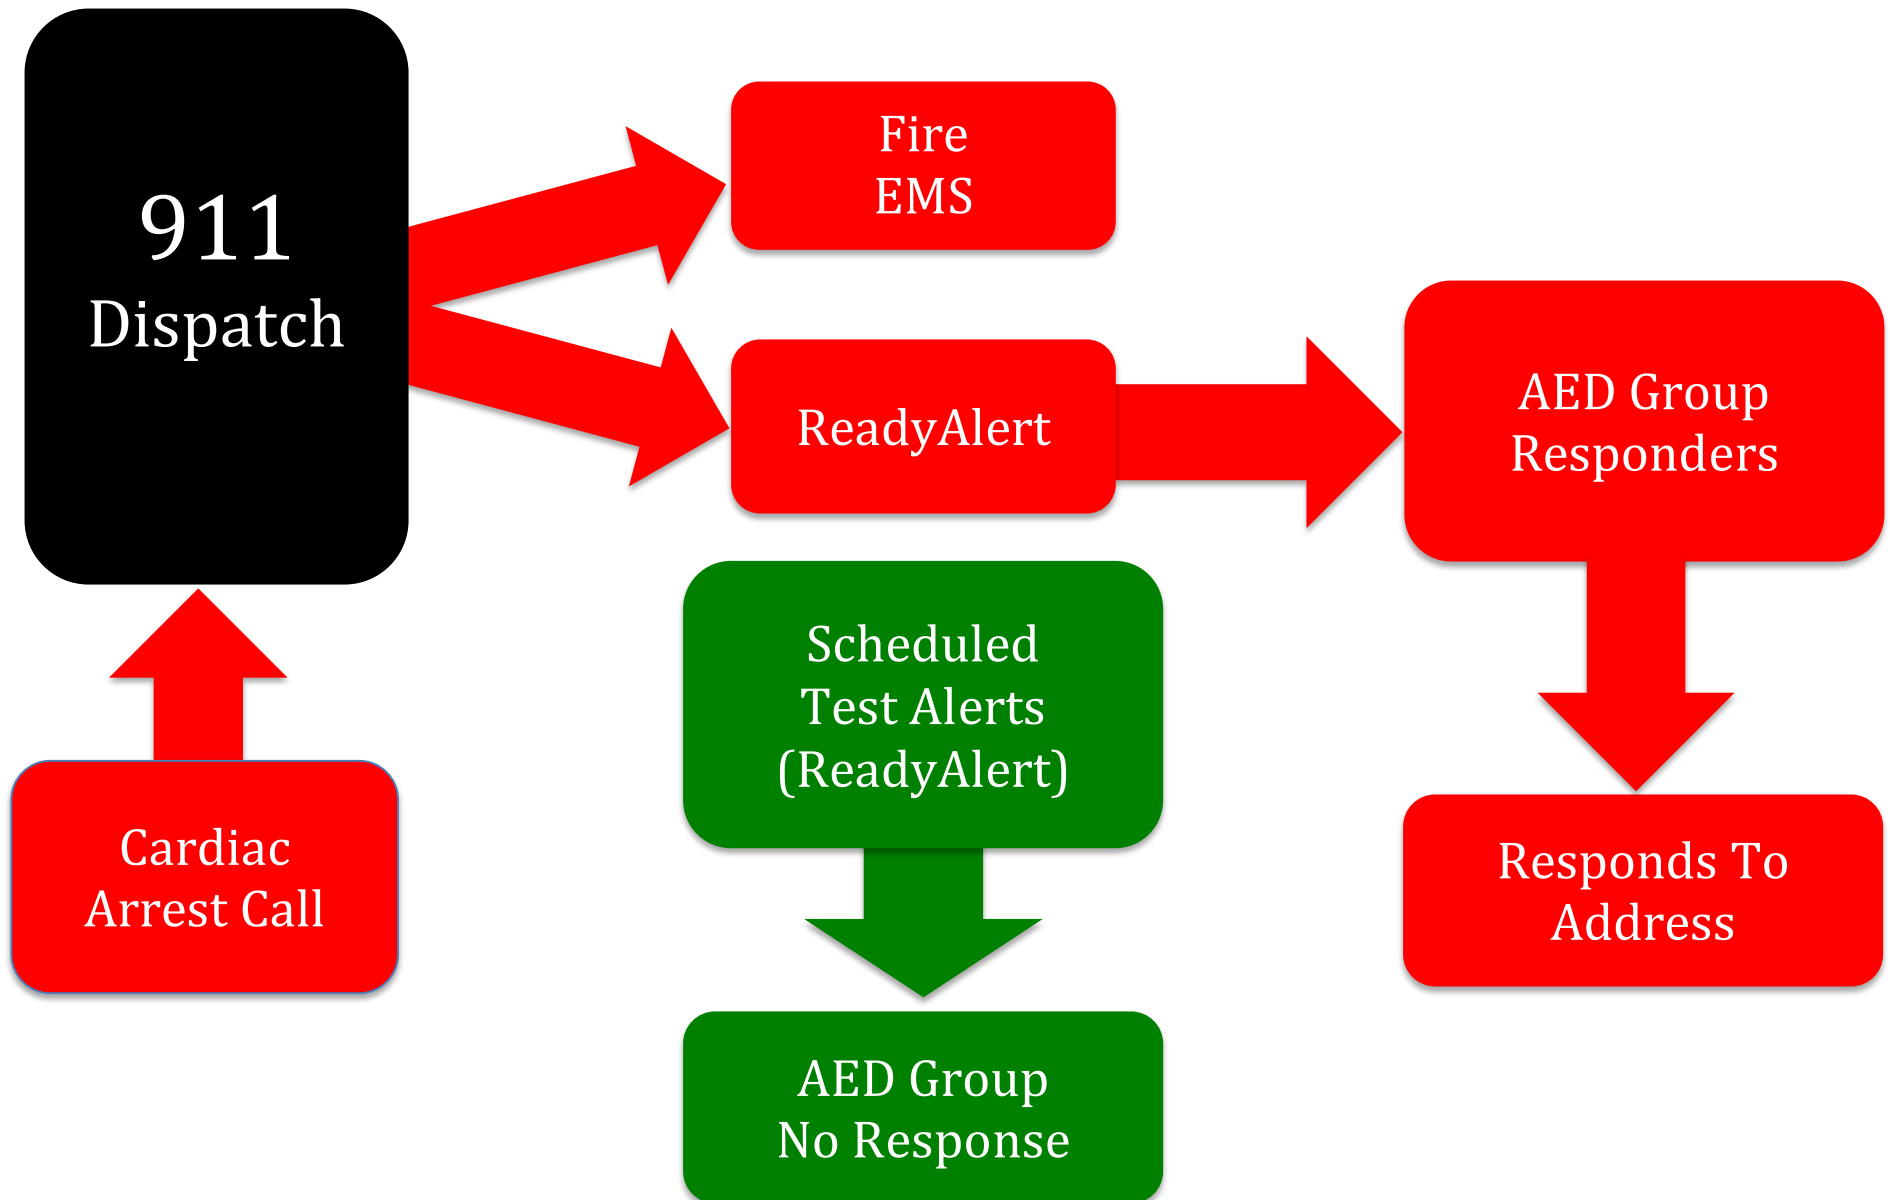 911
Dispatch
Fire
EMS
ReadyAlert
AED Group
Responders
Scheduled
Test Alerts
(ReadyAlert)
Cardiac
Arrest Call
Responds To
Address
AED Group
No Response